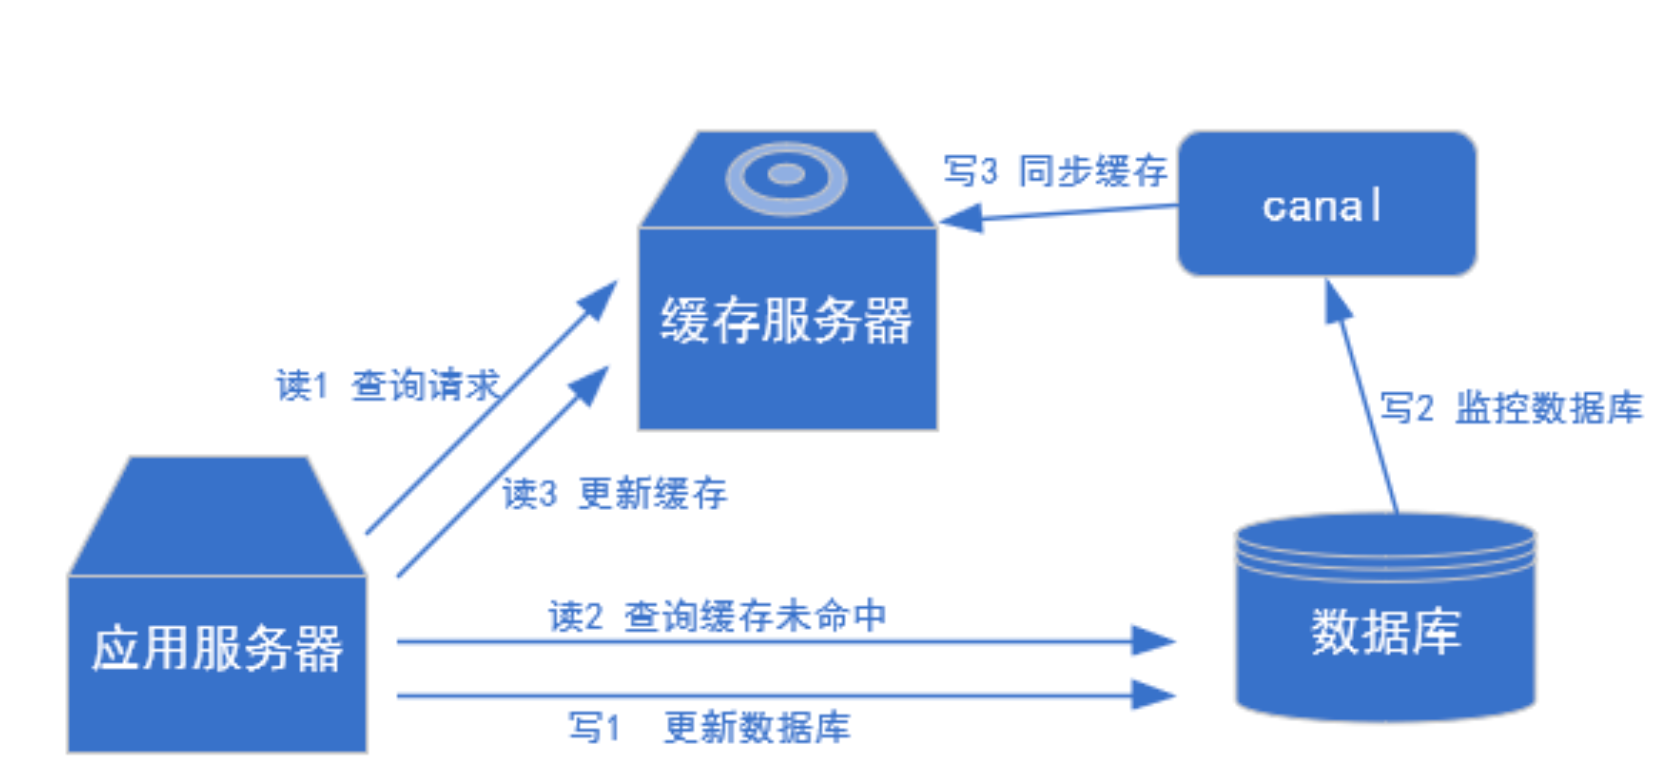 写3 同步缓存
canal
缓存服务器
读1 查询请求
写2 监控数据库
读3 更新缓存
读2 查询缓存未命中
应用服务器
数据库
写1 更新数据库